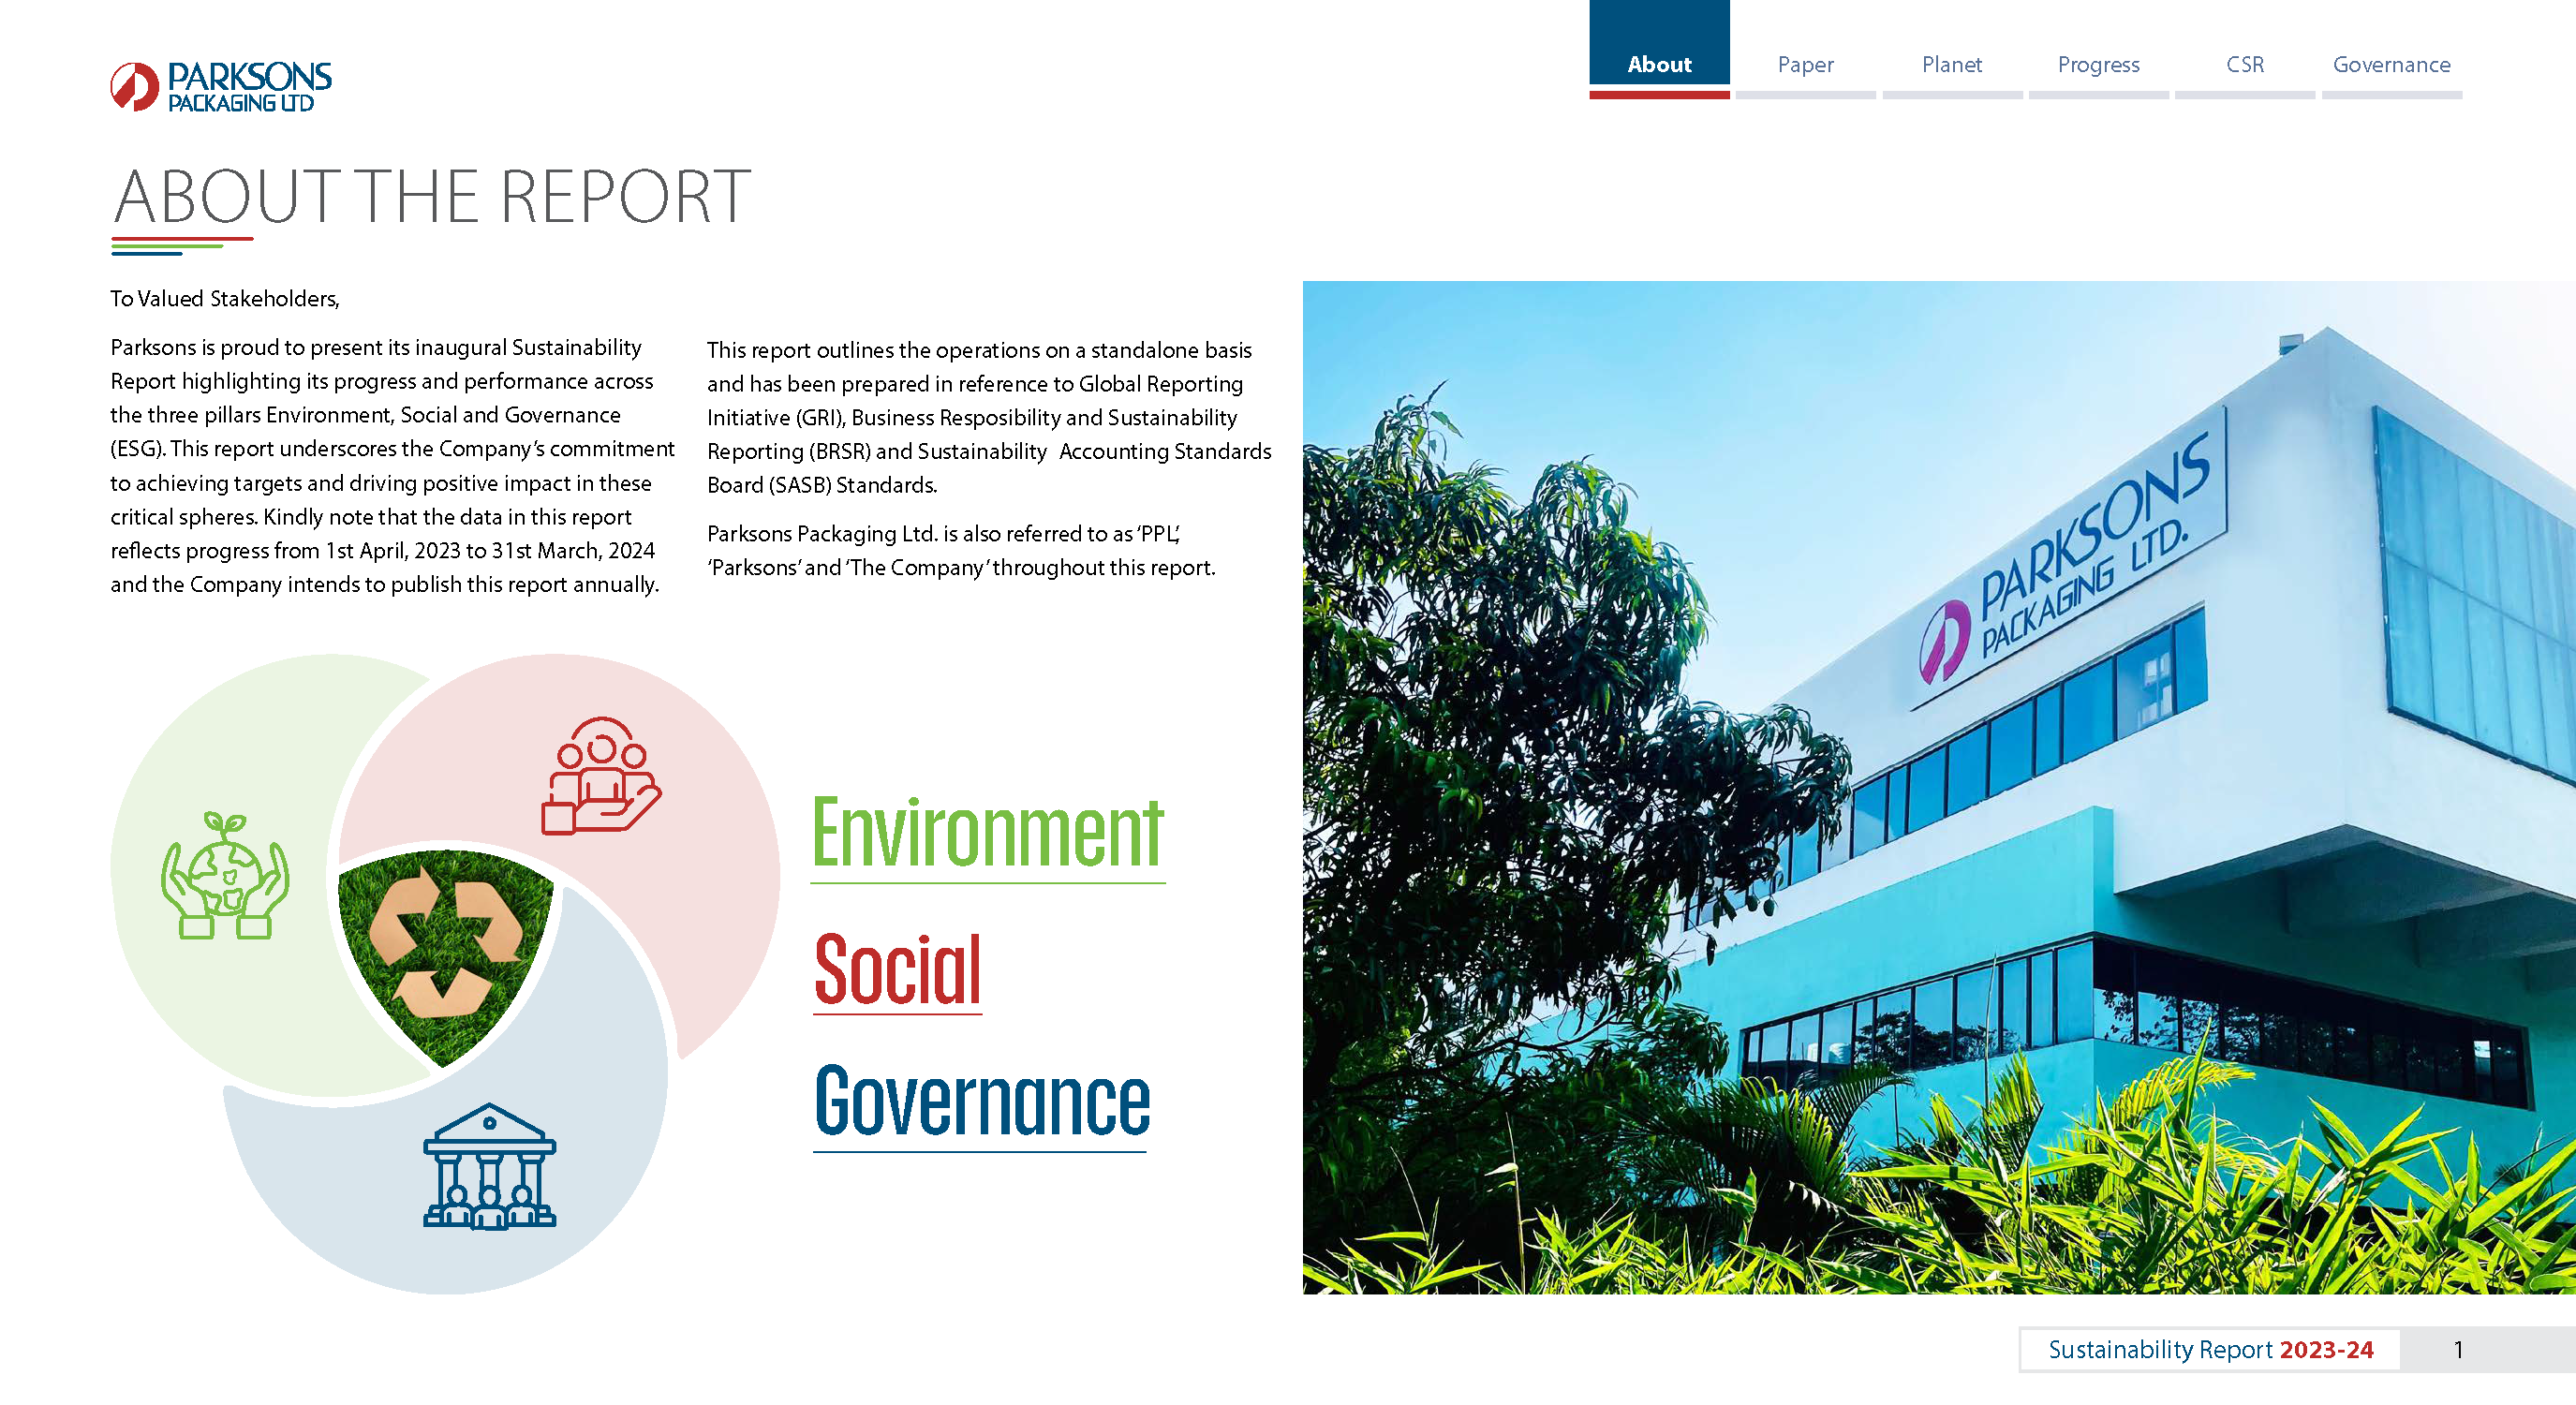 PARKSONS
PACKAGING LTD
About
Paper
Planet
Progress
CSR
Governance
ABOUT THE REPORT
To Valued Stakeholders,
Parksons is proud to present its inaugural Sustainability
Report highlighting its progress and performance across
the three pillars Environment, Social and Governance
(ESG). This report underscores the Company’s commitment
to achieving targets and driving positive impact in these
critical spheres. Kindly note that the data in this report
reflects progress from 1st April, 2023 to 31st March, 2024
and the Company intends to publish this report annually.
This report outlines the operations on a standalone basis
and has been prepared in reference to Global Reporting
Initiative (GRI), Business Resposibility and Sustainability
Reporting (BRSR) and Sustainability Accounting Standards
Board (SASB) Standards.
Parksons Packaging Ltd. is also referred to as ‘PPL’,
‘Parksons’ and ‘The Company’ throughout this report.
Environment
Social
Governance
PARKSONS
PACKAGING LTD.
Sustainability Report 2023-24
1